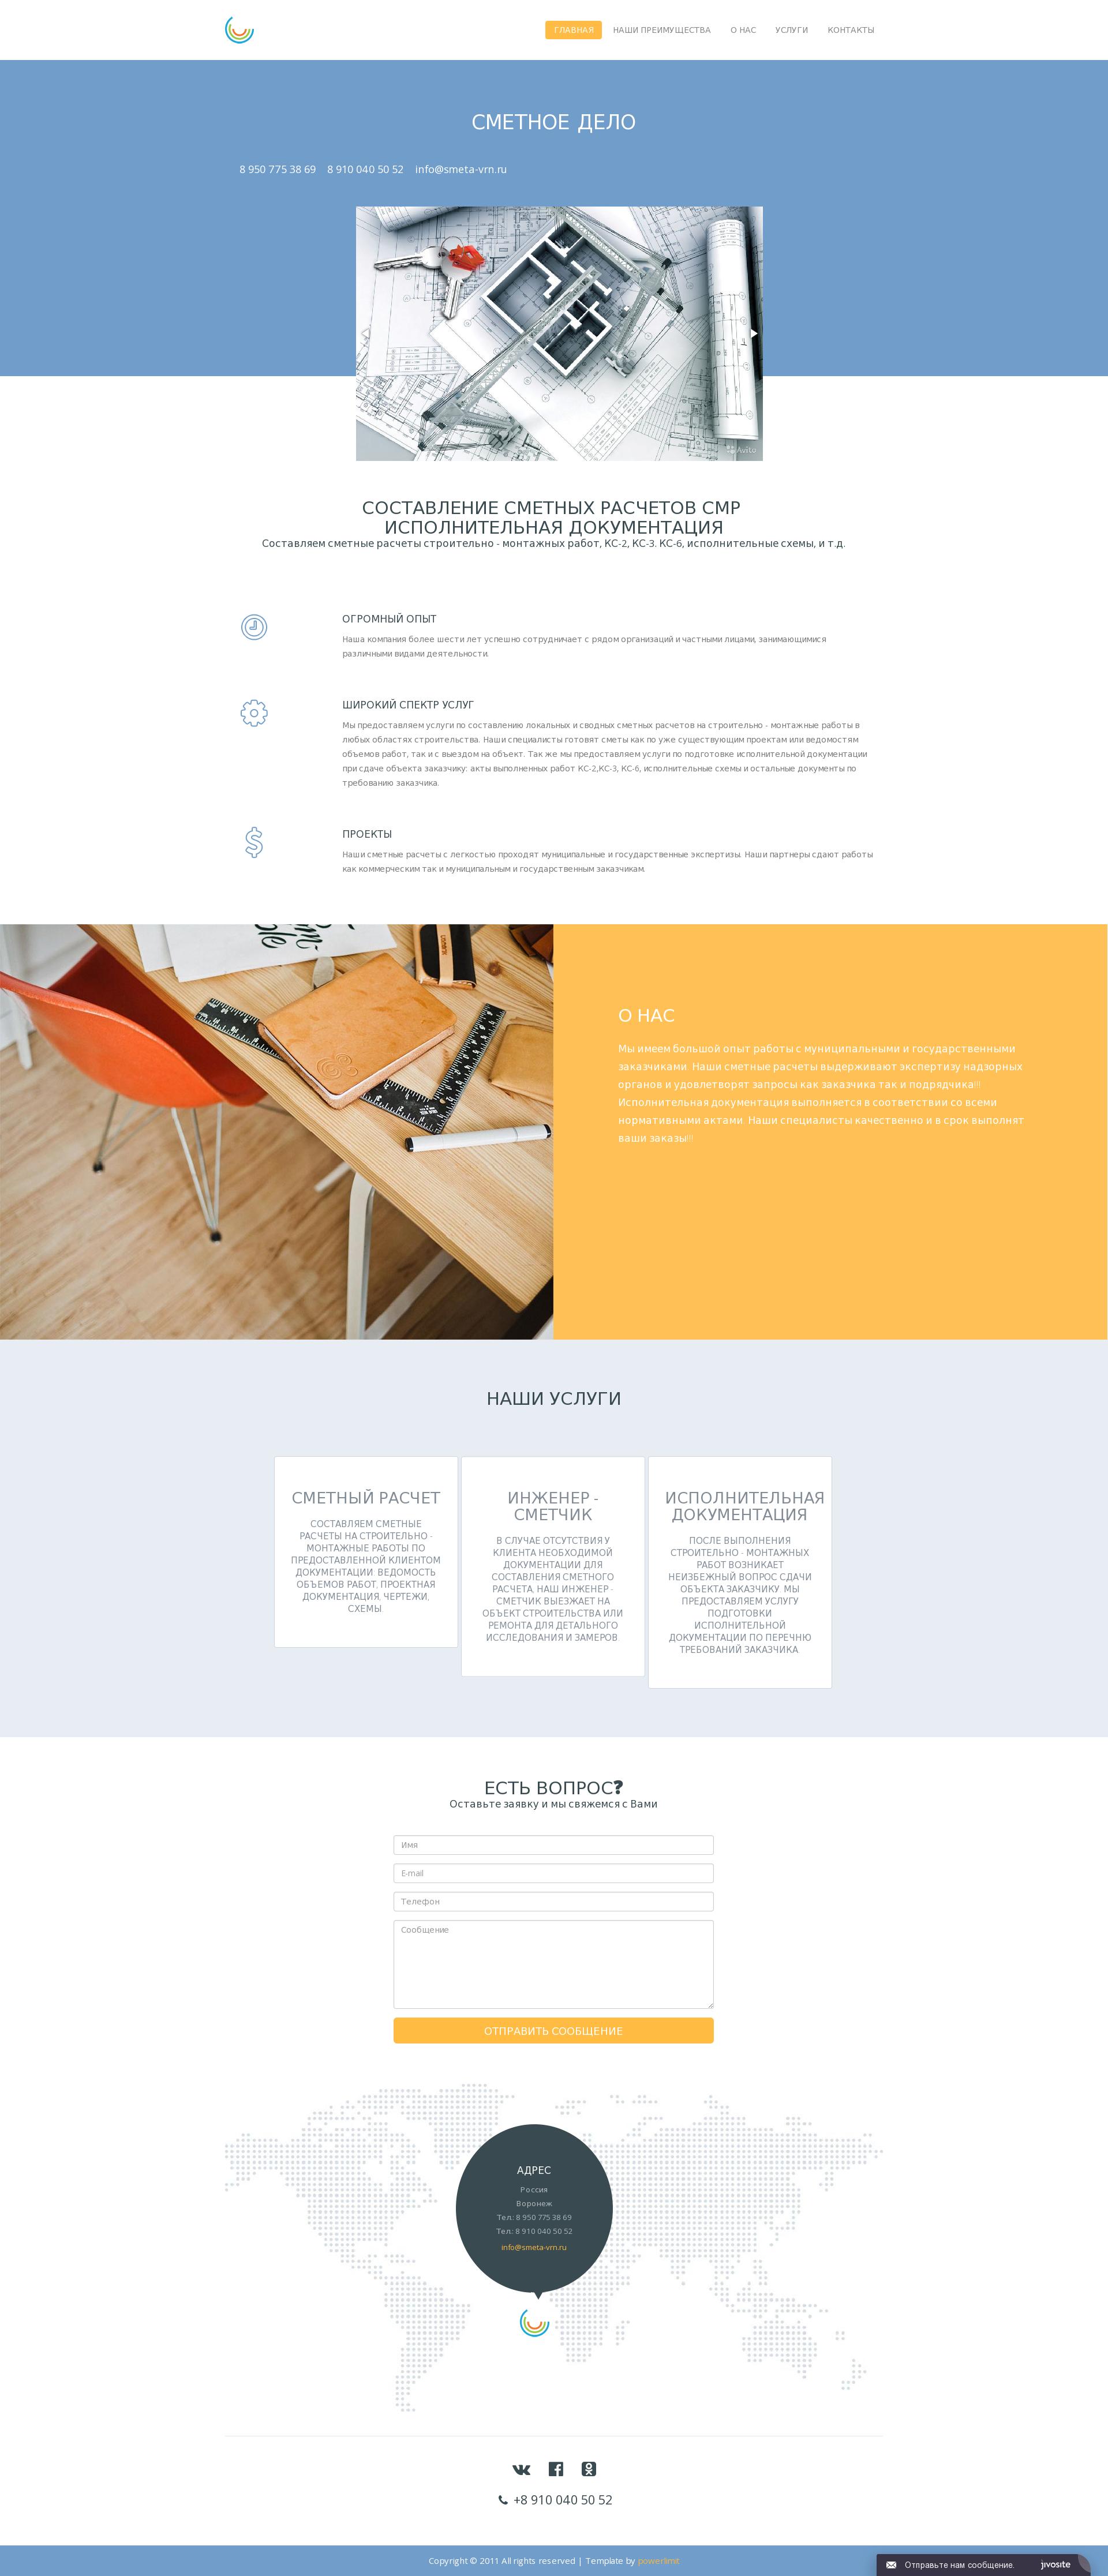 ГЛАВНАЯ НАШИ ПРЕИМУЩЕСТВА О НАС УСЛУГИ КОНТАКТЫ
СМЕТНОЕ ДЕЛО
8 950 775 38 69 8 910 040 50 52 info@smeta-vrn.ru
Avito
СОСТАВЛЕНИЕ СМЕТНЫХ РАСЧЕТОВ СМР
ИСПОЛНИТЕЛЬНАЯ ДОКУМЕНТАЦИЯ
Составляем сметные расчеты строительно - монтажных работ, КС-2, КС-3. КС-6, исполнительные схемы, и т.д.
ОГРОМНЫЙ ОПЫТ
Наша компания более шести лет успешно сотрудничает с рядом организаций и частными лицами, занимающимися
различными видами деятельности.
ШИРОКИЙ СПЕКТР УСЛУГ
Мы предоставляем услуги по составлению локальных и сводных сметных расчетов на строительно - монтажные работы в
любых областях строительства. Наши специалисты готовят сметы как по уже существующим проектам или ведомостям
объемов работ, так и с выездом на объект. Так же мы предоставляем услуги по подготовке исполнительной документации
при сдаче объекта заказчику: акты выполненных работ КС-2,КС-3, КС-6, исполнительные схемы и остальные документы по
требованию заказчика.
ПРОЕКТЫ
Наши сметные расчеты с легкостью проходят муниципальные и государственные экспертизы. Наши партнеры сдают работы
как коммерческим так и муниципальным и государственным заказчикам.
О НАС
Мы имеем большой опыт работы с муниципальными и государственными
заказчиками. Наши сметные расчеты выдерживают экспертизу надзорных
органов и удовлетворят запросы как заказчика так и подрядчика!!!
Исполнительная документация выполняется в соответствии со всеми
нормативными актами. Наши специалисты качественно и в срок выполнят
ваши заказы!!!
НАШИ УСЛУГИ
СМЕТНЫЙ РАСЧЕТ
СОСТАВЛЯЕМ СМЕТНЫЕ
РАСЧЕТЫ НА СТРОИТЕЛЬНО -
МОНТАЖНЫЕ РАБОТЫ ПО
ПРЕДОСТАВЛЕННОЙ КЛИЕНТОМ
ДОКУМЕНТАЦИИ: ВЕДОМОСТЬ
ОБЪЕМОВ РАБОТ, ПРОЕКТНАЯ
ДОКУМЕНТАЦИЯ, ЧЕРТЕЖИ,
СХЕМЫ.
ИНЖЕНЕР -
СМЕТЧИК
В СЛУЧАЕ ОТСУТСТВИЯ У
КЛИЕНТА НЕОБХОДИМОЙ
ДОКУМЕНТАЦИИ ДЛЯ
СОСТАВЛЕНИЯ СМЕТНОГО
РАСЧЕТА, НАШ ИНЖЕНЕР -
СМЕТЧИК ВЫЕЗЖАЕТ НА
ОБЪЕКТ СТРОИТЕЛЬСТВА ИЛИ
РЕМОНТА ДЛЯ ДЕТАЛЬНОГО
ИССЛЕДОВАНИЯ И ЗАМЕРОВ.
ИСПОЛНИТЕЛЬНАЯ
ДОКУМЕНТАЦИЯ
ПОСЛЕ ВЫПОЛНЕНИЯ
СТРОИТЕЛЬНО - МОНТАЖНЫХ
РАБОТ ВОЗНИКАЕТ
НЕИЗБЕЖНЫЙ ВОПРОС СДАЧИ
ОБЪЕКТА ЗАКАЗЧИКУ. МЫ
ПРЕДОСТАВЛЯЕМ УСЛУГУ
ПОДГОТОВКИ
ИСПОЛНИТЕЛЬНОЙ
ДОКУМЕНТАЦИИ ПО ПЕРЕЧНЮ
ТРЕБОВАНИЙ ЗАКАЗЧИКА.
ЕСТЬ ВОПРОС?
Оставьте заявку и мы свяжемся с Вами
Имя
E-mail
Телефон
Сообщение
ОТПРАВИТЬ СООБЩЕНИЕ
АДРЕС
Россия
Воронеж
Тел.: 8 950 775 38 69
Тел.: 8 910 040 50 52
info@smeta-vrn.ru
+8 910 040 50 52
Copyright © 2011 All rights reserved | Template by powerlimit
Отправьте нам сообщение. jivosite